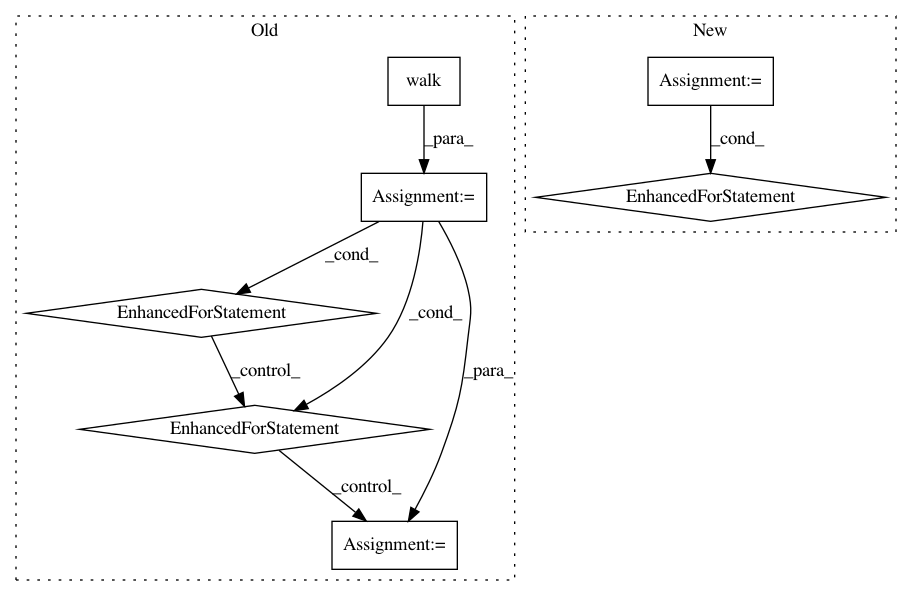 Old
New
walk
Assignment:=
_para_
_cond_
Assignment:=
EnhancedForStatement
_cond_
_cond_
_para_
EnhancedForStatement
_control_
EnhancedForStatement
_control_
Assignment:=